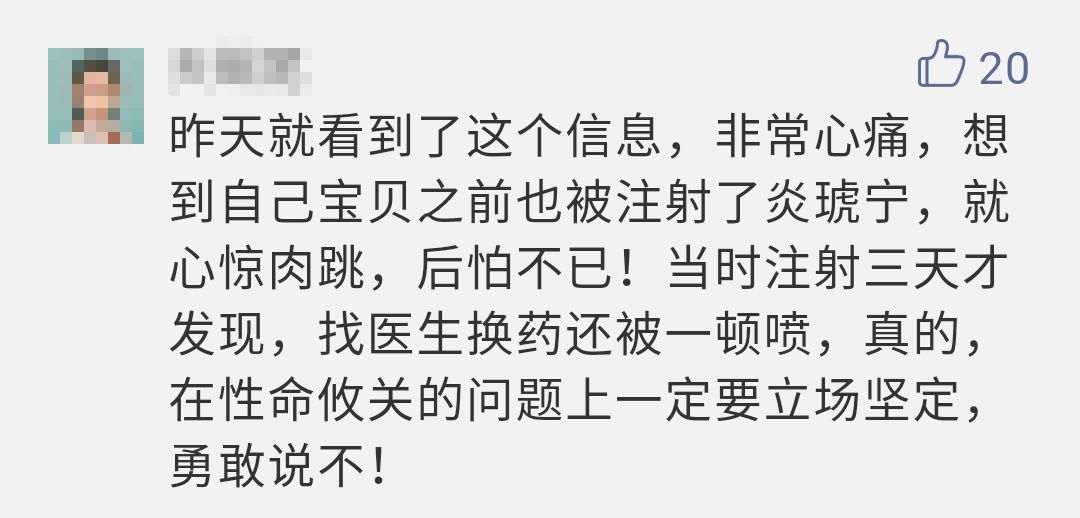 20
昨天就看到了这个信息，非常心痛，想
到自己宝贝之前也被注射了炎琥宁，就
心惊肉跳，后怕不已！当时注射三天才
发现，找医生换药还被一顿喷，真的，
在性命攸关的问题上一定要立场坚定，
勇敢说不！